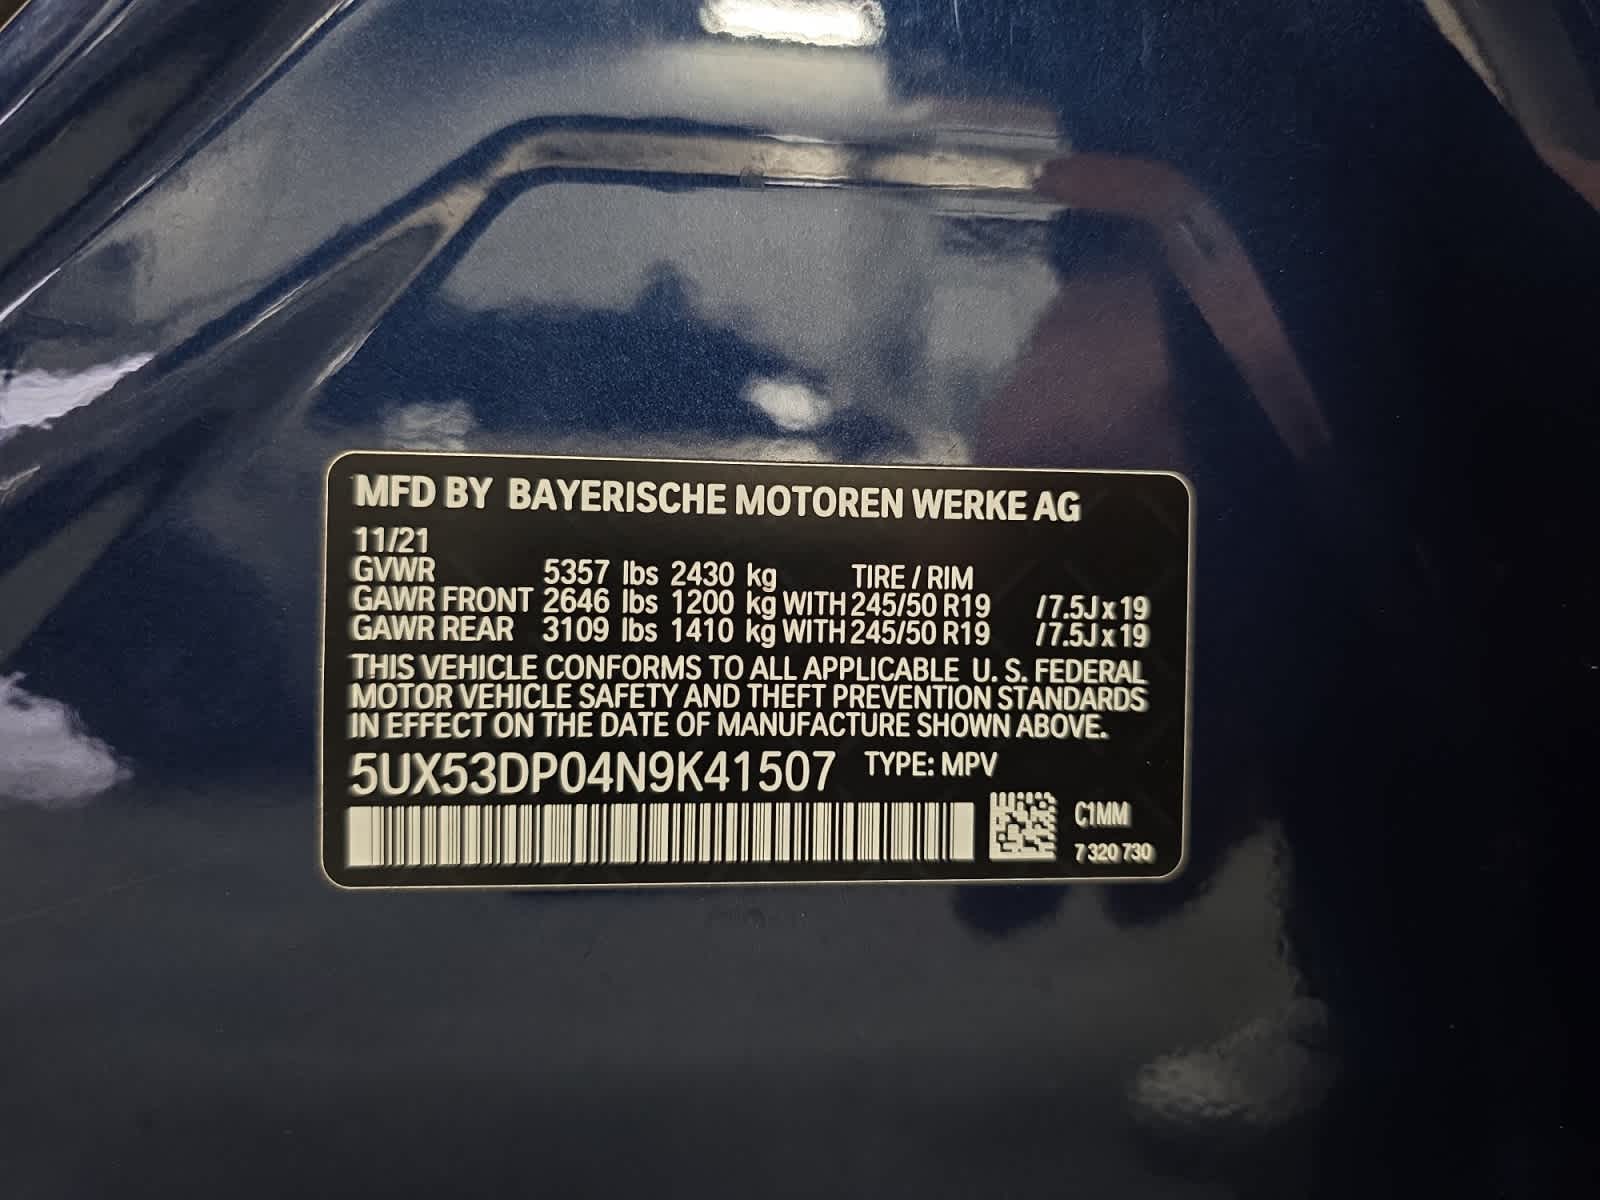 MFD BY BAYERISCHE MOTOREN WERKE AG
11/21
GVWR 5357 lbs 2430 kg TIRE / RIM
GAWR FRONT 2646 lbs 1200 kg WITH 245/50 R19 / 7.5J x 19
GAWR REAR 3109 lbs 1410 kg WITH 245/50 R19 / 7.5J x 19
THIS VEHICLE CONFORMS TO ALL APPLICABLE U. S. FEDERAL
MOTOR VEHICLE SAFETY AND THEFT PREVENTION STANDARDS
IN EFFECT ON THE DATE OF MANUFACTURE SHOWN ABOVE.
5UX53DP04N9K41507 TYPE: MPV
C1MM
7 320 730